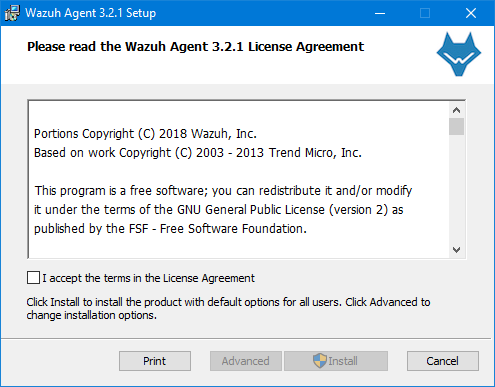 Wazuh Agent 3.2.1 Setup
Please read the Wazuh Agent 3.2.1 License Agreement
Portions Copyright (C) 2018 Wazuh, Inc.
Based on work Copyright (C) 2003 - 2013 Trend Micro, Inc.
This program is a free software; you can redistribute it and/or modify
it under the terms of the GNU General Public License (version 2) as
published by the FSF - Free Software Foundation.
I accept the terms in the License Agreement
Click Install to install the product with default options for all users. Click Advanced to
change installation options.
Print
Advanced
Install
Cancel